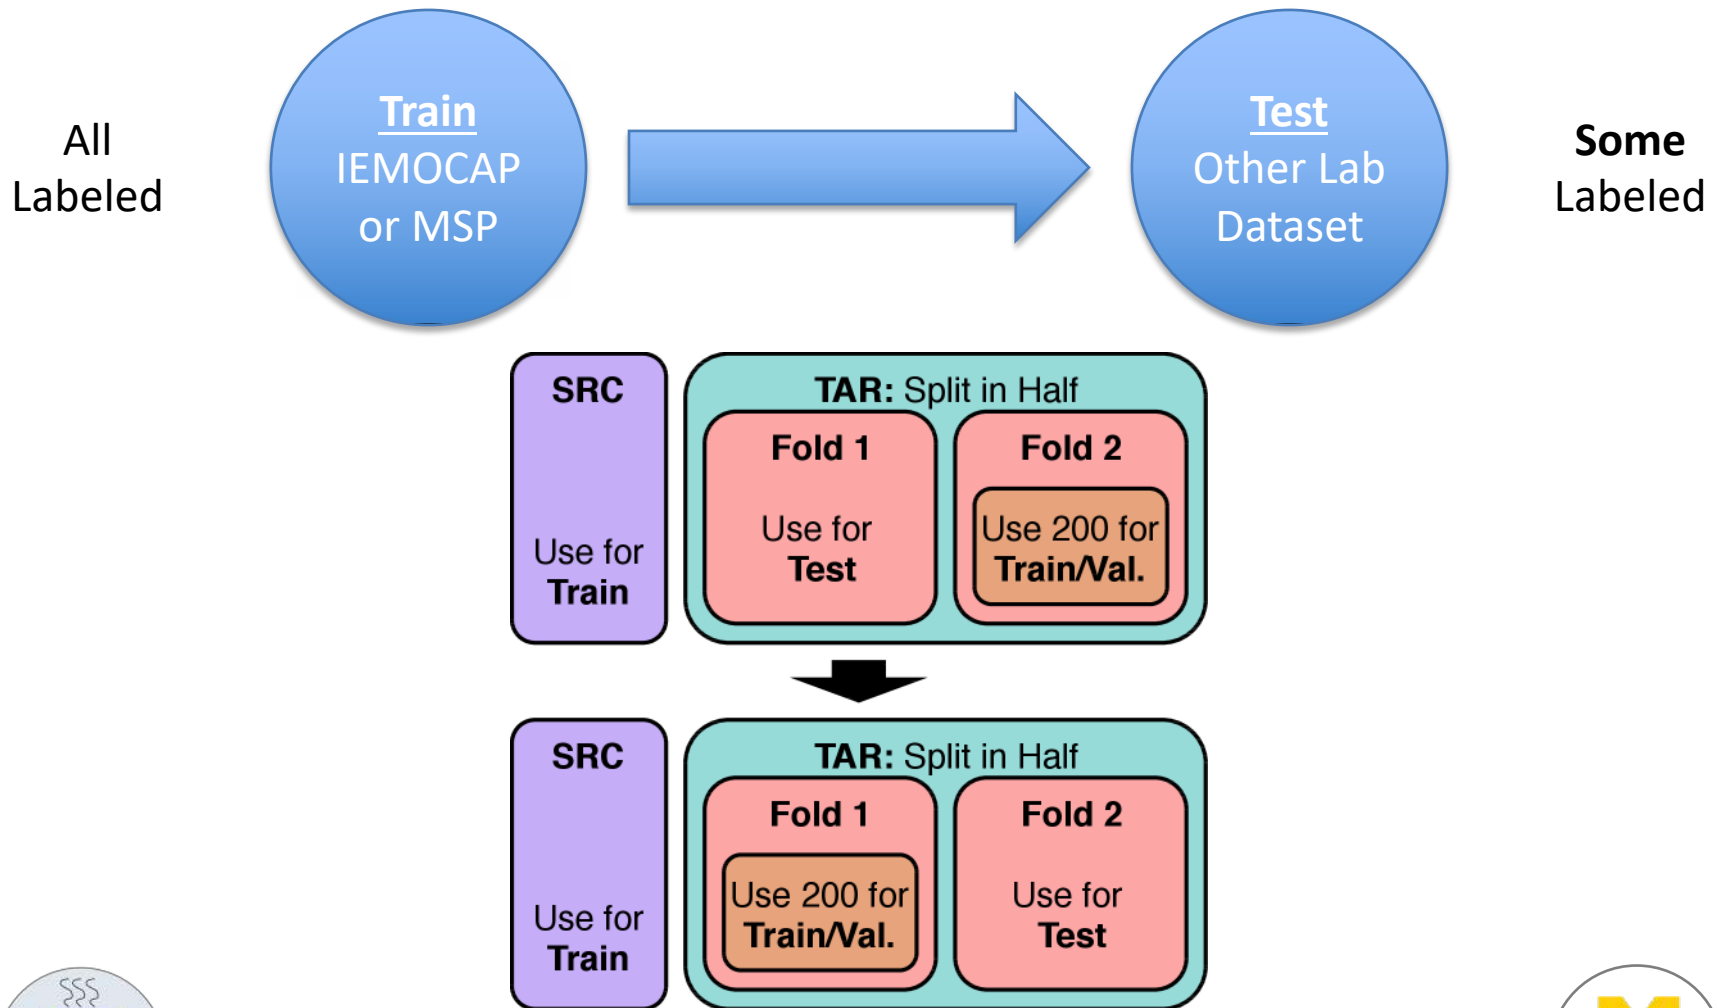 All
Labeled
Train
IEMOCAP
or MSP
Test
Other Lab
Dataset
Some
Labeled
SRC
Use for
Train
TAR: Split in Half
Fold 1
Use for
Test
Fold 2
Use 200 for
Train/Val.
SRC
Use for
Train
TAR: Split in Half
Fold 1
Use 200 for
Train/Val.
Fold 2
Use for
Test